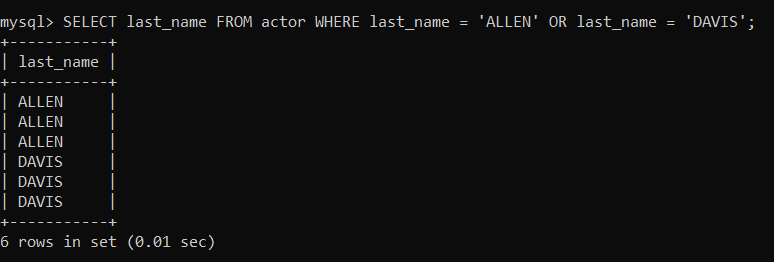 mysql> SELECT last_name FROM actor WHERE last_name = 'ALLEN' OR last_name = 'DAVIS';
+-----------+
| last_name |
+-----------+
| ALLEN     |
| ALLEN     |
| ALLEN     |
| DAVIS     |
| DAVIS     |
| DAVIS     |
+-----------+
6 rows in set (0.01 sec)